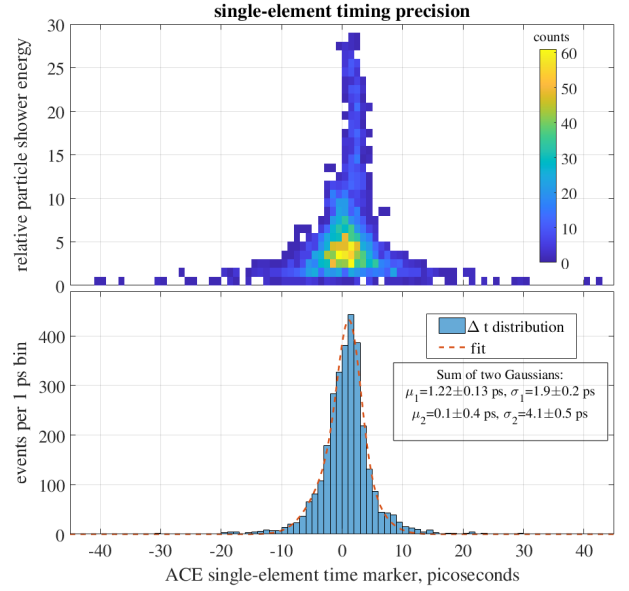 single-element timing precision
relative particle shower energy
30
25
20
15
10
5
0
counts
60
50
40
30
20
10
0
events per 1 ps bin
400
300
200
100
0
Δ t distribution
fit
Sum of two Gaussians:
μ₁=1.22±0.13 ps, σ₁=1.9±0.2 ps
μ₂=0.1±0.4 ps, σ₂=4.1±0.5 ps
-40 -30 -20 -10 0 10 20 30 40
ACE single-element time marker, picoseconds